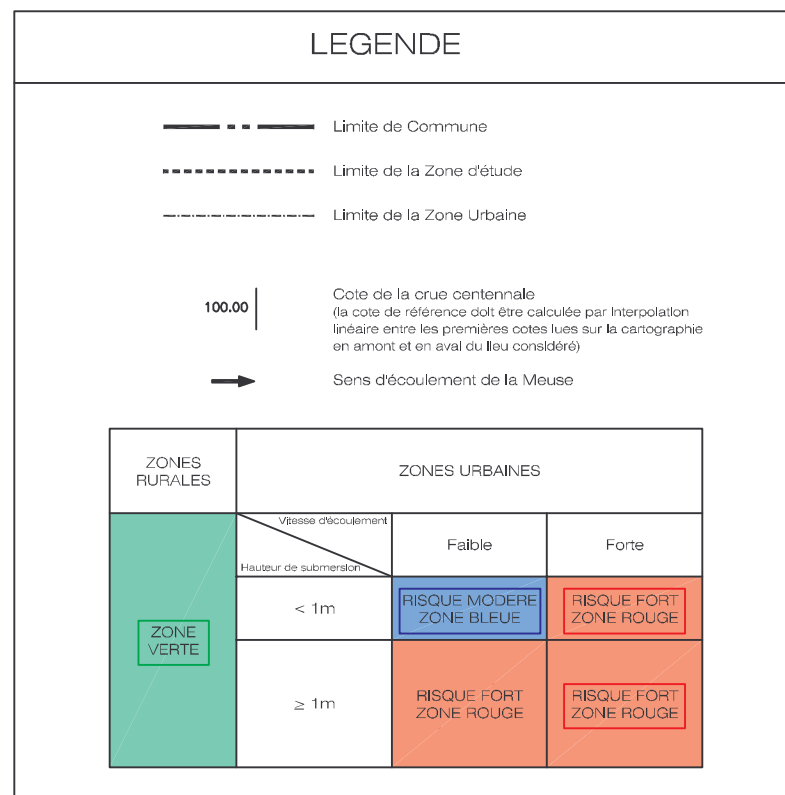 LEGENDE
Limite de Commune
Limite de la Zone d'étude
Limite de la Zone Urbaine
100.00
Cote de la crue centennale
(la cote de référence doit être calculée par interpolation
linéaire entre les premières cotes lues sur la cartographie
en amont et en aval du lieu considéré)
Sens d'écoulement de la Meuse
ZONES
RURALES
ZONES URBAINES
Vitesse d'écoulement
Hauteur de submersion
Faible
Forte
ZONE
VERTE
< 1m
RISQUE MODERE
ZONE BLEUE
RISQUE FORT
ZONE ROUGE
≥ 1m
RISQUE FORT
ZONE ROUGE
RISQUE FORT
ZONE ROUGE